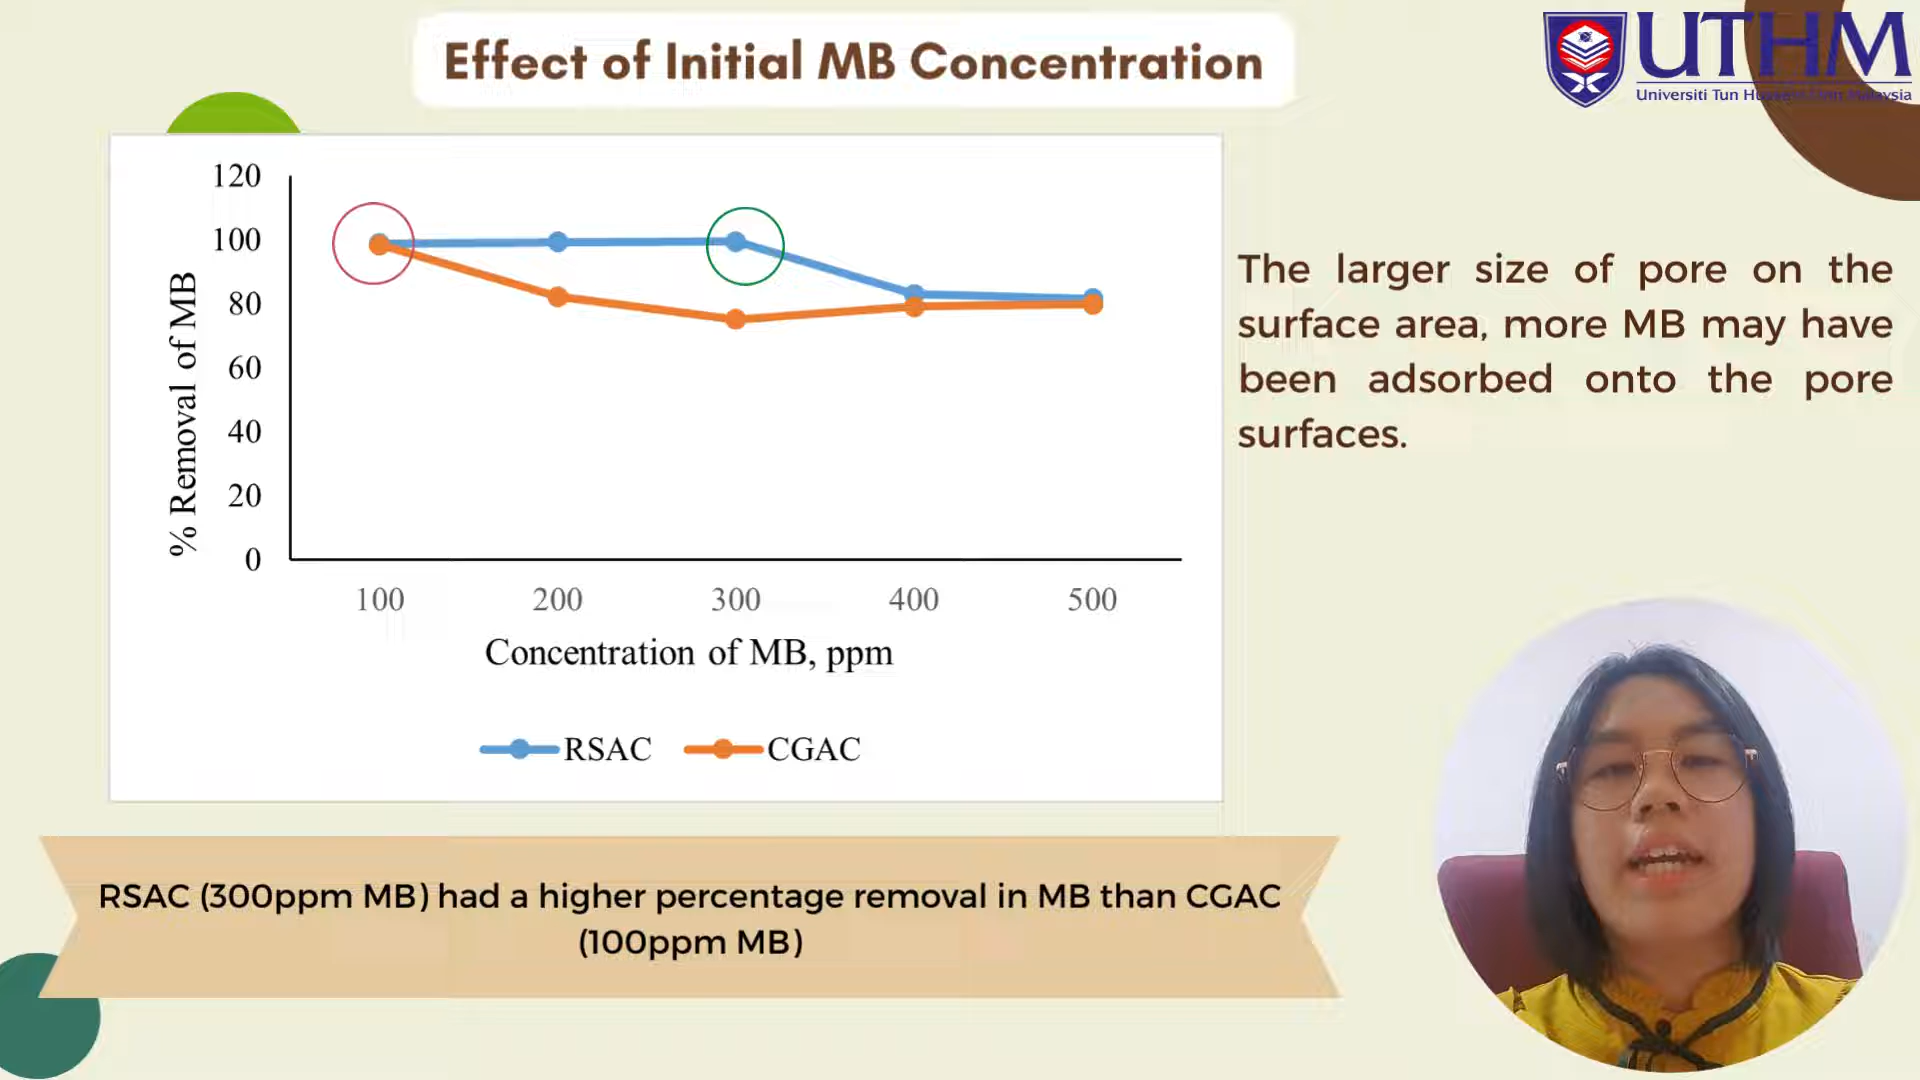 Effect of Initial MB Concentration
UTHM
Universiti Tun Hussein Onn Malaysia
120
100
80
60
40
20
0
% Removal of MB
100 200 300 400 500
Concentration of MB, ppm
RSAC CGAC
The larger size of pore on the
surface area, more MB may have
been adsorbed onto the pore
surfaces.
RSAC (300ppm MB) had a higher percentage removal in MB than CGAC
(100ppm MB)